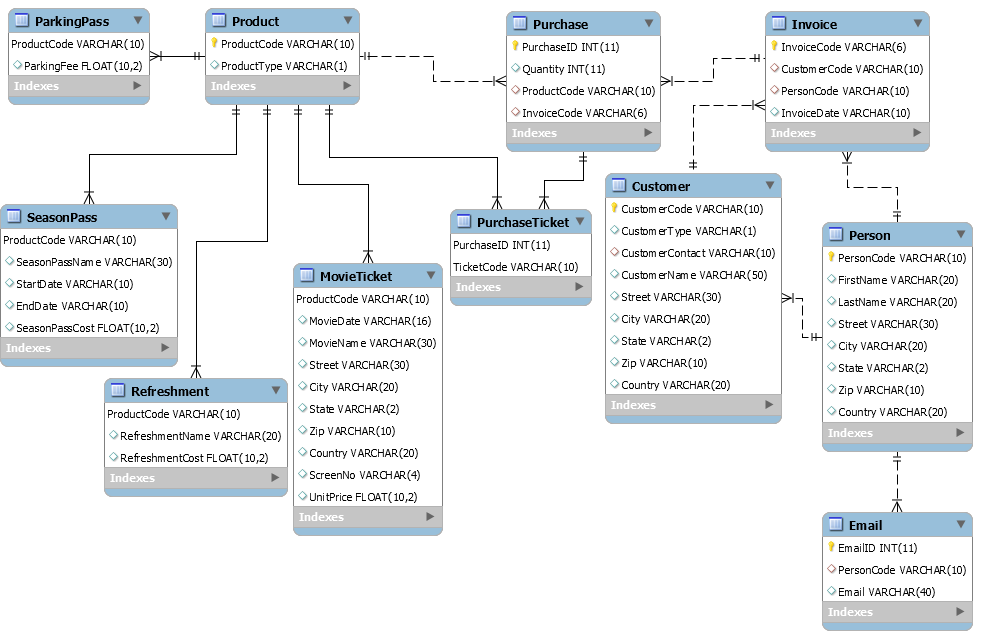 ParkingPass
ProductCode VARCHAR(10)
ParkingFee FLOAT(10,2)
Indexes
Product
ProductCode VARCHAR(10)
ProductType VARCHAR(1)
Indexes
Purchase
PurchaseID INT(11)
Quantity INT(11)
ProductCode VARCHAR(10)
InvoiceCode VARCHAR(6)
Indexes
Invoice
InvoiceCode VARCHAR(6)
CustomerCode VARCHAR(10)
PersonCode VARCHAR(10)
InvoiceDate VARCHAR(10)
Indexes
SeasonPass
ProductCode VARCHAR(10)
SeasonPassName VARCHAR(30)
StartDate VARCHAR(10)
EndDate VARCHAR(10)
SeasonPassCost FLOAT(10,2)
Indexes
Refreshment
ProductCode VARCHAR(10)
RefreshmentName VARCHAR(20)
RefreshmentCost FLOAT(10,2)
Indexes
MovieTicket
ProductCode VARCHAR(10)
MovieDate VARCHAR(16)
MovieName VARCHAR(30)
Street VARCHAR(30)
City VARCHAR(20)
State VARCHAR(2)
Zip VARCHAR(10)
Country VARCHAR(20)
ScreenNo VARCHAR(4)
UnitPrice FLOAT(10,2)
Indexes
PurchaseTicket
PurchaseID INT(11)
TicketCode VARCHAR(10)
Indexes
Customer
CustomerCode VARCHAR(10)
CustomerType VARCHAR(1)
CustomerContact VARCHAR(10)
CustomerName VARCHAR(50)
Street VARCHAR(30)
City VARCHAR(20)
State VARCHAR(2)
Zip VARCHAR(10)
Country VARCHAR(20)
Indexes
Person
PersonCode VARCHAR(10)
FirstName VARCHAR(20)
LastName VARCHAR(20)
Street VARCHAR(30)
City VARCHAR(20)
State VARCHAR(2)
Zip VARCHAR(10)
Country VARCHAR(20)
Indexes
Email
EmailID INT(11)
PersonCode VARCHAR(10)
Email VARCHAR(40)
Indexes